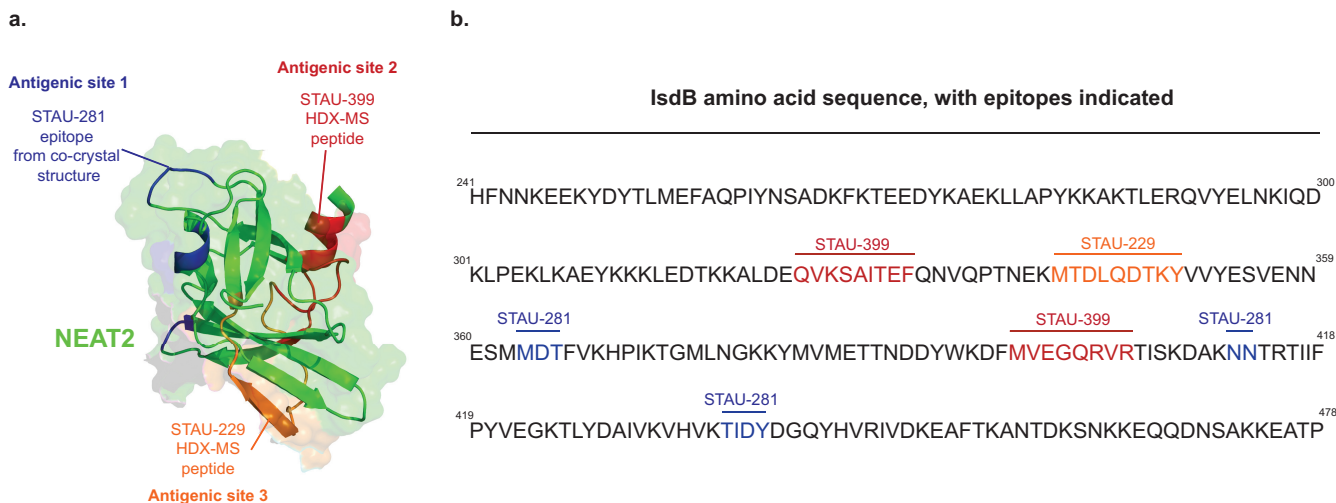 a.
Antigenic site 1
STAU-281
epitope
from co-crystal
structure
Antigenic site 2
STAU-399
HDX-MS
peptide
NEAT2
STAU-229
HDX-MS
peptide
Antigenic site 3
b.
IsdB amino acid sequence, with epitopes indicated
241 HFNNKEEKYDYTLMEFAQPIYNSADKFKTEEDYKAEKLLAPYKKAKTLERQVYELNKIQD 300
STAU-399 STAU-229
301 KLPEKLKAEYKKKLEDTKKALDEQVKSAITEFQNVQPTNEKMTDLQDTKYVVYESVENN 359
STAU-281 STAU-399 STAU-281
360 ESMMDTFVKHPIKTGMLNGKKYMVMETTNDDYWKDFMVEGQRVRTISKDAKNNTRTIIF 418
STAU-281
419 PYVEGKTLYDAIVKVHVKTIDYDGQYHVRIVDKEAFTKANTDKSNKKEQQDNSAKKEATP 478